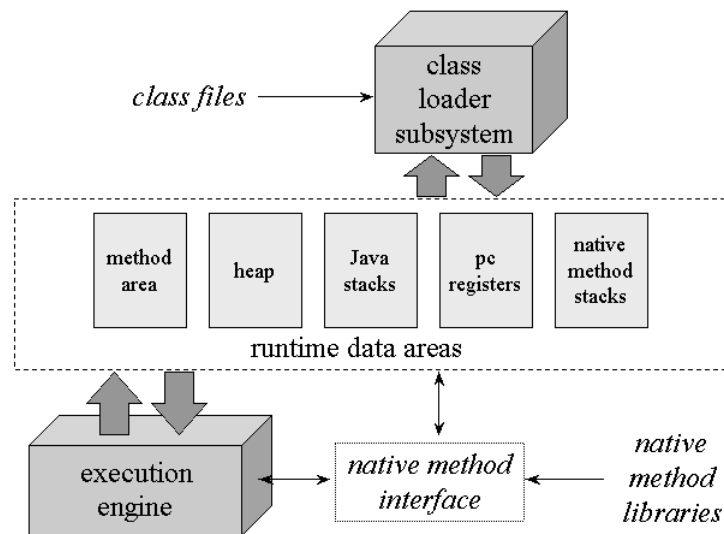 class
loader
subsystem
class files
method
area
heap
Java
stacks
pc
registers
native
method
stacks
runtime data areas
execution
engine
native method
interface
native
method
libraries